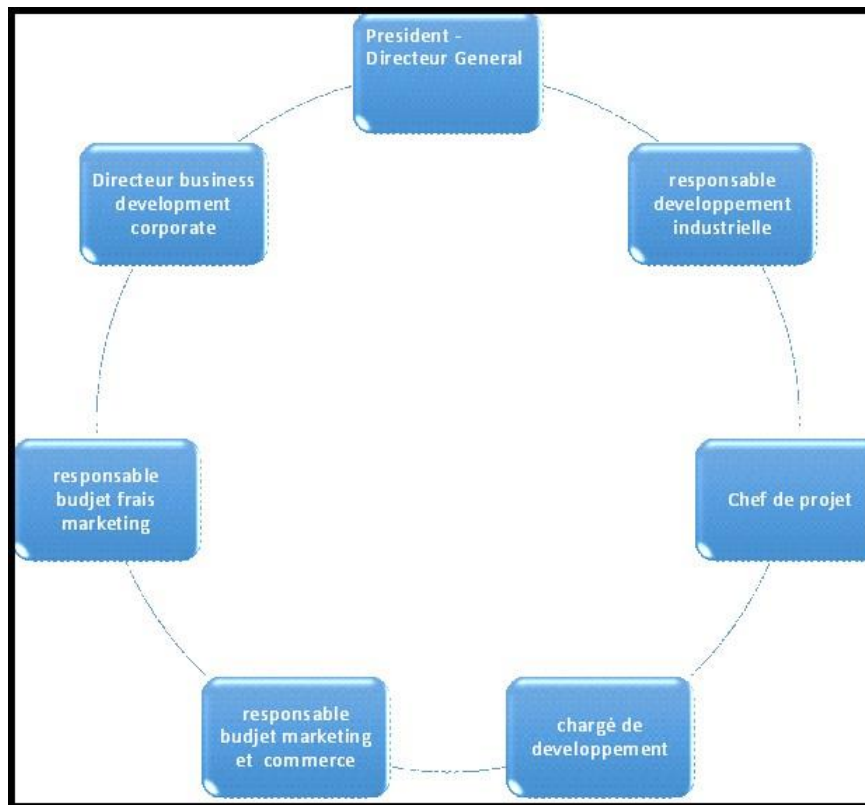 President -
Directeur General
responsable
developpement
industrielle
Chef de projet
chargé de
developpement
responsable
budjet marketing
et commerce
responsable
budjet frais
marketing
Directeur business
development
corporate